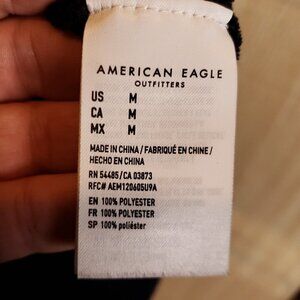 AMERICAN EAGLE
OUTFITTERS
US M
CA M
MX M
MADE IN CHINA / FABRIQUÉ EN CHINE /
HECHO EN CHINA
RN 54485/CA 03873
RFC# AEM120605U9A
EN 100% POLYESTER
FR 100% POLYESTER
SP 100% poliéster